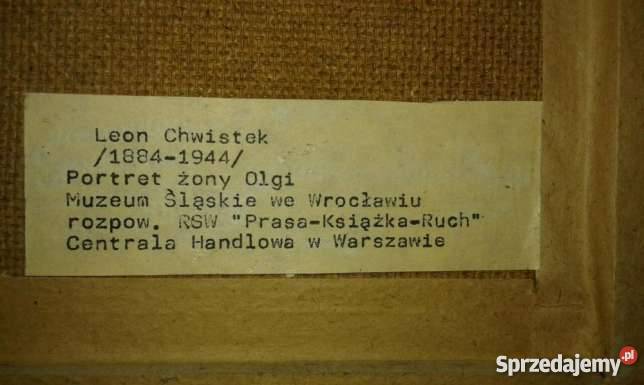 Leon Chwistek
/1884-1944/
Portret żony Olgi
Muzeum Śląskie we Wrocławiu
rozpow. RSW "Prasa-Książka-Ruch"
Centrala Handlowa w Warszawie
Sprzedajemy.pl